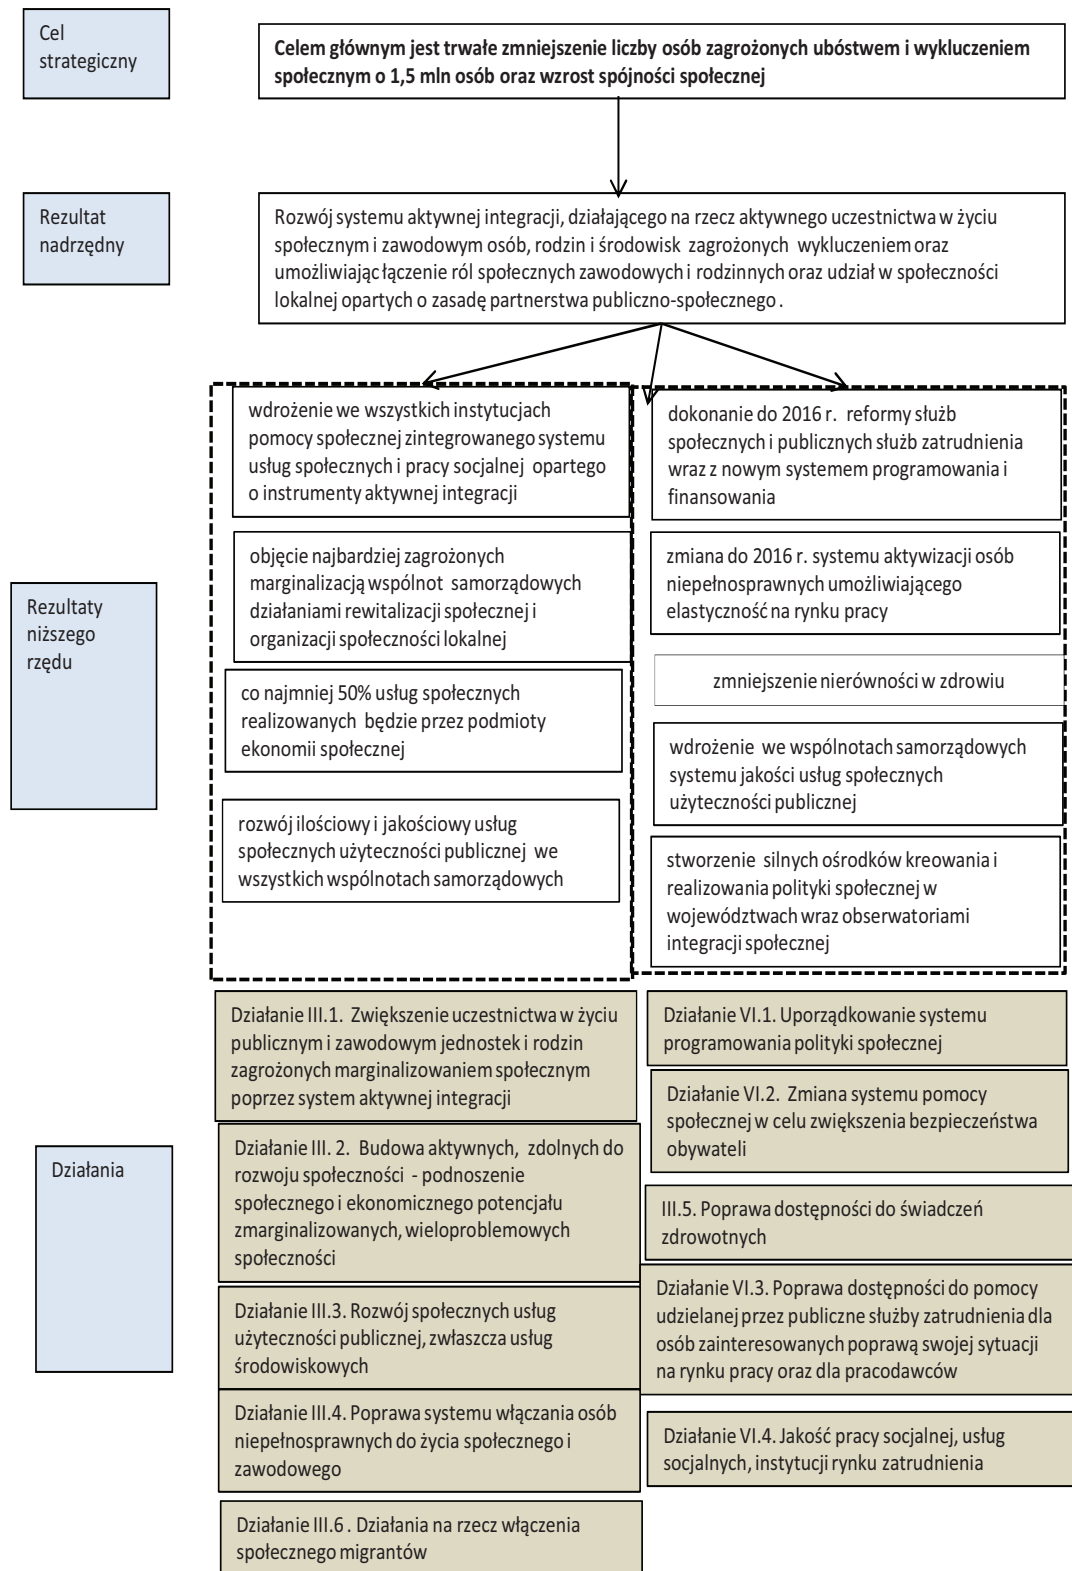 Cel
strategiczny
Celem głównym jest trwałe zmniejszenie liczby osób zagrożonych ubóstwem i wykluczeniem
społecznym o 1,5 mln osób oraz wzrost spójności społecznej
Rezultat
nadrzędny
Rozwój systemu aktywnej integracji, działającego na rzecz aktywnego uczestnictwa w życiu
społecznym i zawodowym osób, rodzin i środowisk zagrożonych wykluczeniem oraz
umożliwiając łączenie ról społecznych zawodowych i rodzinnych oraz udział w społeczności
lokalnej opartych o zasadę partnerstwa publiczno-społecznego .
Rezultaty
niższego
rzędu
wdrożenie we wszystkich instytucjach
pomocy społecznej zintegrowanego systemu
usług społecznych i pracy socjalnej opartego
o instrumenty aktywnej integracji
objęcie najbardziej zagrożonych
marginalizacją wspólnot samorządowych
działaniami rewitalizacji społecznej i
organizacji społeczności lokalnej
co najmniej 50% usług społecznych
realizowanych będzie przez podmioty
ekonomii społecznej
rozwój ilościowy i jakościowy usług
społecznych użyteczności publicznej we
wszystkich wspólnotach samorządowych
dokonanie do 2016 r. reformy służb
społecznych i publicznych służb zatrudnienia
wraz z nowym systemem programowania i
finansowania
zmiana do 2016 r. systemu aktywizacji osób
niepełnosprawnych umożliwiającego
elastyczność na rynku pracy
zmniejszenie nierówności w zdrowiu
wdrożenie we wspólnotach samorządowych
systemu jakości usług społecznych
użyteczności publicznej
stworzenie silnych ośrodków kreowania i
realizowania polityki społecznej w
województwach wraz obserwatoriami
integracji społecznej
Działania
Działanie III.1. Zwiększenie uczestnictwa w życiu
publicznym i zawodowym jednostek i rodzin
zagrożonych marginalizowaniem społecznym
poprzez system aktywnej integracji
Działanie III. 2. Budowa aktywnych, zdolnych do
rozwoju społeczności - podnoszenie
społecznego i ekonomicznego potencjału
zmarginalizowanych, wieloproblemowych
społeczności
Działanie III.3. Rozwój społecznych usług
użyteczności publicznej, zwłaszcza usług
środowiskowych
Działanie III.4. Poprawa systemu włączania osób
niepełnosprawnych do życia społecznego i
zawodowego
Działanie III.6 . Działania na rzecz włączenia
społecznego migrantów
Działanie VI.1. Uporządkowanie systemu
programowania polityki społecznej
Działanie VI.2. Zmiana systemu pomocy
społecznej w celu zwiększenia bezpieczeństwa
obywateli
III.5. Poprawa dostępności do świadczeń
zdrowotnych
Działanie VI.3. Poprawa dostępności do pomocy
udzielanej przez publiczne służby zatrudnienia dla
osób zainteresowanych poprawą swojej sytuacji
na rynku pracy oraz dla pracodawców
Działanie VI.4. Jakość pracy socjalnej, usług
socjalnych, instytucji rynku zatrudnienia